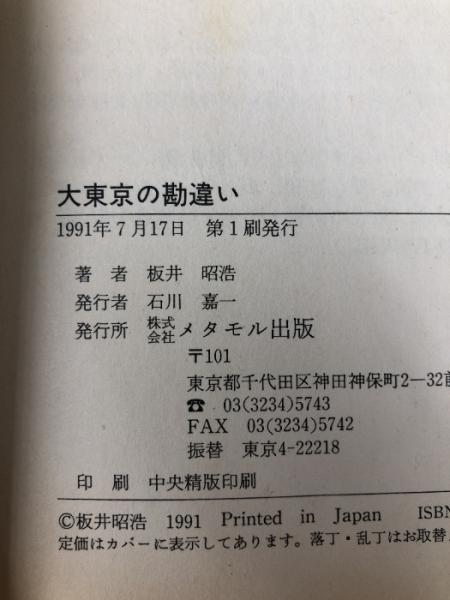 大東京の勘違い
1991年7月17日　第1刷発行
著　者　板井　昭浩
発行者　石川　嘉一
発行所　株式会社メタモル出版
〒101
東京都千代田区神田神保町2―32前
☎　03(3234)5743
FAX　03(3234)5742
振替　東京4-22218
印　刷　中央精版印刷
©板井昭浩　1991　Printed in Japan　ISBN
定価はカバーに表示してあります。落丁・乱丁はお取替